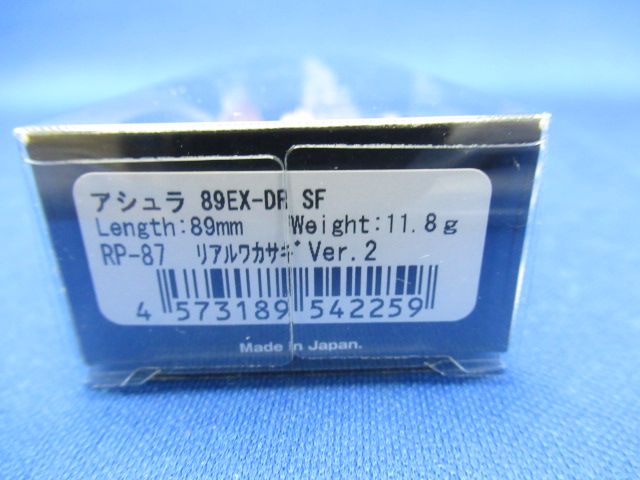 アシュラ 89EX-DR SF
Length:89mm Weight:11.8g
RP-87 リアルワカサギ Ver.2
4 573189 542259
Made in Japan.